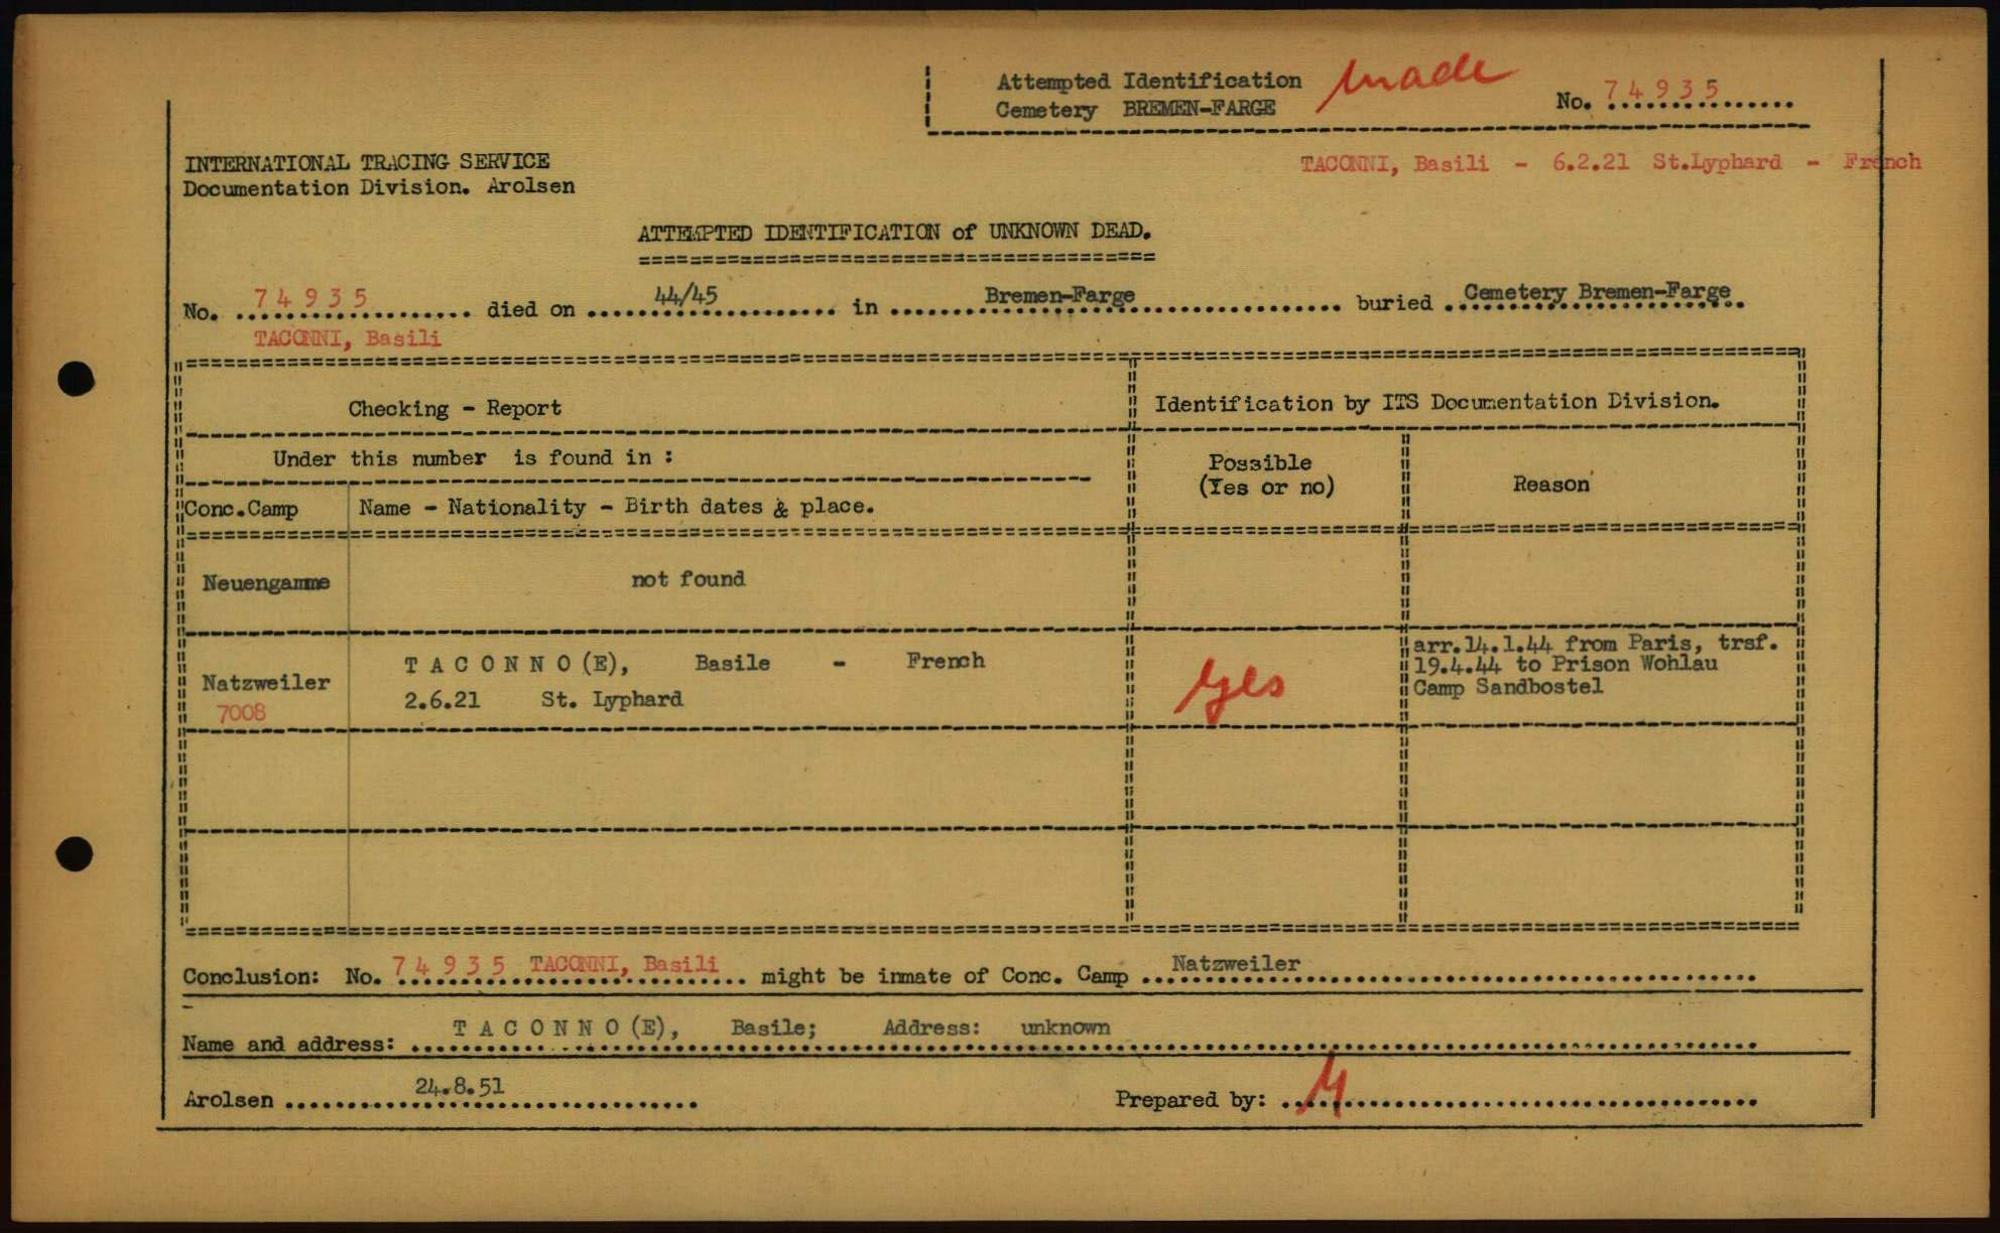 Attempted Identification made
Cemetery BREMEN-FARGE No. 74935
INTERNATIONAL TRACING SERVICE
Documentation Division. Arolsen
TACONNI, Basili - 6.2.21 St.Lyphard - French
ATTEMPTED IDENTIFICATION of UNKNOWN DEAD.
No. 74935 died on 44/45 in Bremen-Farge buried Cemetery Bremen-Farge
TACONNI, Basili
Checking - Report
Identification by ITS Documentation Division.
Under this number is found in :
Possible
(Yes or no)
Reason
Conc.Camp Name - Nationality - Birth dates & place.
Neuengamme not found
Natzweiler
7008
T A C O N N O (E), Basile - French
2.6.21 St. Lyphard
yes
arr.14.1.44 from Paris, trsf.
19.4.44 to Prison Wohlau
Camp Sandbostel
Conclusion: No. 74935 TACONNI, Basili might be inmate of Conc. Camp Natzweiler
Name and address: T A C O N N O (E), Basile; Address: unknown
Arolsen 24.8.51 Prepared by: